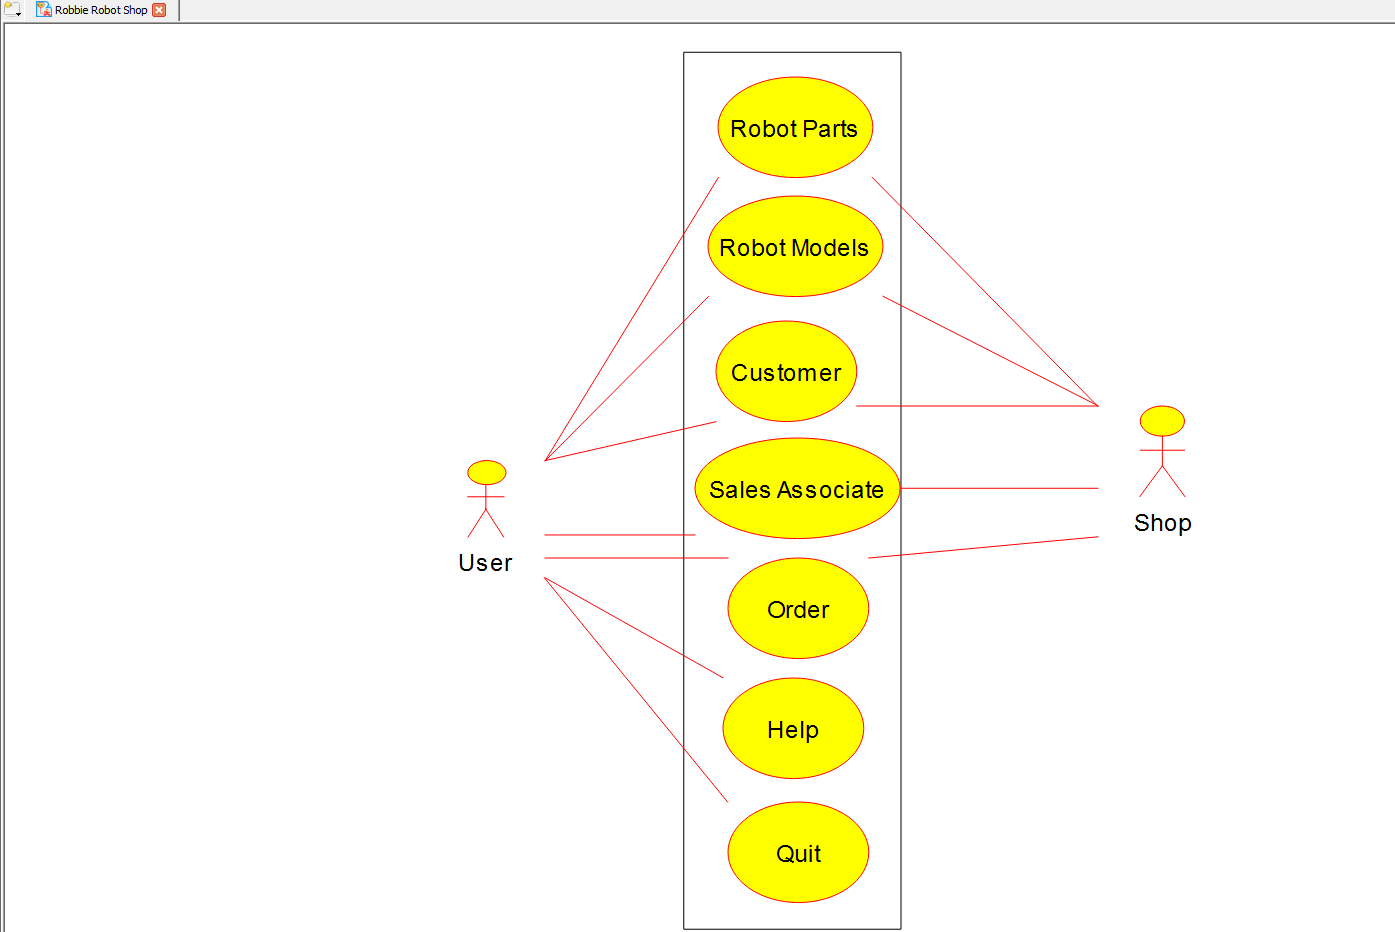 Robbie Robot Shop
Robot Parts
Robot Models
Customer
Sales Associate
Shop
User
Order
Help
Quit